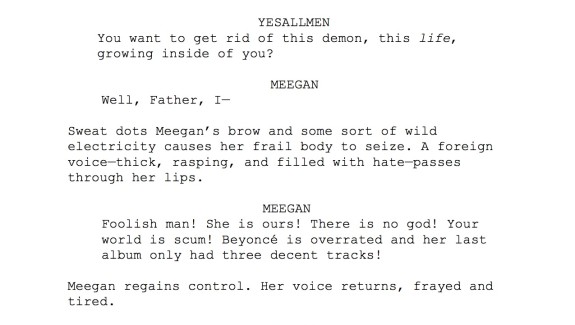 YESALLMEN
You want to get rid of this demon, this life,
growing inside of you?
MEEGAN
Well, Father, I—
Sweat dots Meegan’s brow and some sort of wild
electricity causes her frail body to seize. A foreign
voice—thick, rasping, and filled with hate—passes
through her lips.
MEEGAN
Foolish man! She is ours! There is no god! Your
world is scum! Beyoncé is overrated and her last
album only had three decent tracks!
Meegan regains control. Her voice returns, frayed and
tired.